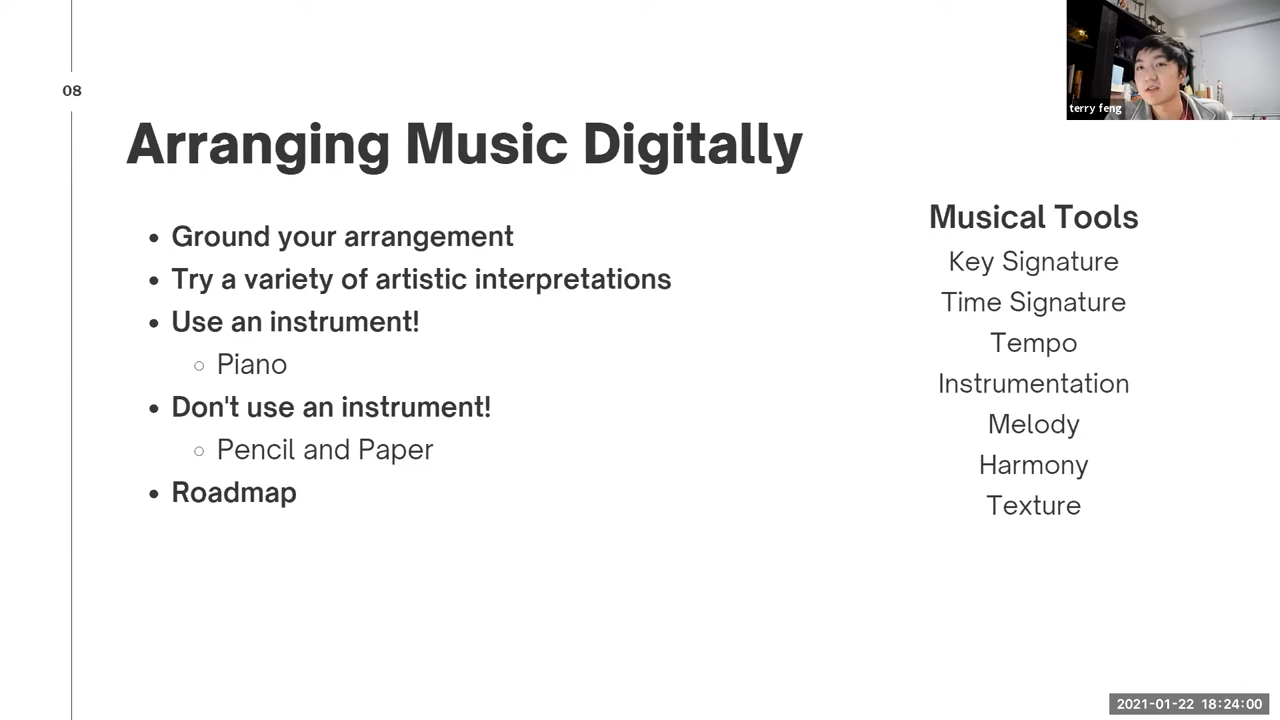 08
terry feng
Arranging Music Digitally
Ground your arrangement
Try a variety of artistic interpretations
Use an instrument!
Piano
Don't use an instrument!
Pencil and Paper
Roadmap
Musical Tools
Key Signature
Time Signature
Tempo
Instrumentation
Melody
Harmony
Texture
2021-01-22 18:24:00